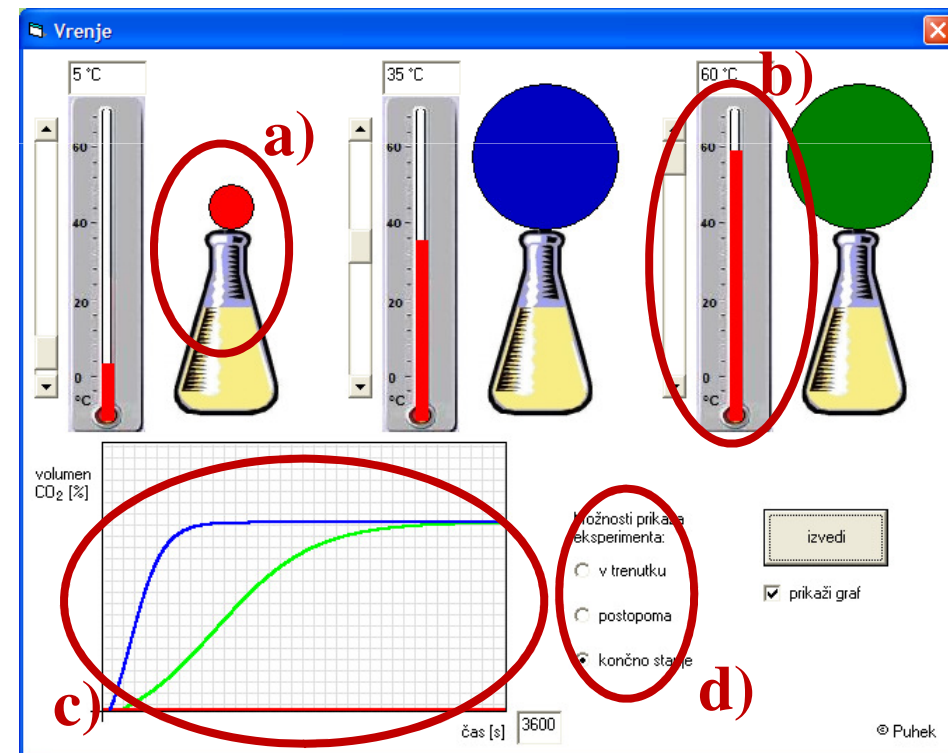 Vrenje
5 °C
35 °C
60 °C
a)
b)
60
40
20
0
°C
60
40
20
0
°C
60
40
20
0
°C
volumen
CO₂ [%]
c)
čas [s]
3600
Možnosti prikaza
eksperimenta:
v trenutku
postopoma
končno stanje
d)
izvedi
prikaži graf
© Puhek